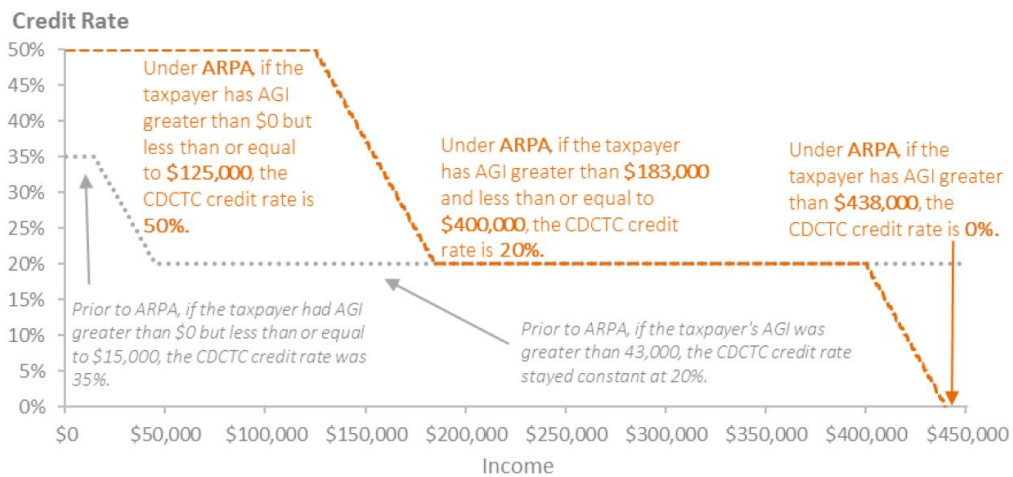 Credit Rate
50%
45%
40%
35%
30%
25%
20%
15%
10%
5%
0%
Under ARPA, if the
taxpayer has AGI
greater than $0 but
less than or equal
to $125,000, the
CDCTC credit rate is
50%.
Under ARPA, if the taxpayer
has AGI greater than $183,000
and less than or equal to
$400,000, the CDCTC credit
rate is 20%.
Under ARPA, if the
taxpayer has AGI greater
than $438,000, the
CDCTC credit rate is 0%.
Prior to ARPA, if the taxpayer had AGI
greater than $0 but less than or equal
to $15,000, the CDCTC credit rate was
35%.
Prior to ARPA, if the taxpayer's AGI was
greater than 43,000, the CDCTC credit rate
stayed constant at 20%.
$0 $50,000 $100,000 $150,000 $200,000 $250,000 $300,000 $350,000 $400,000 $450,000
Income